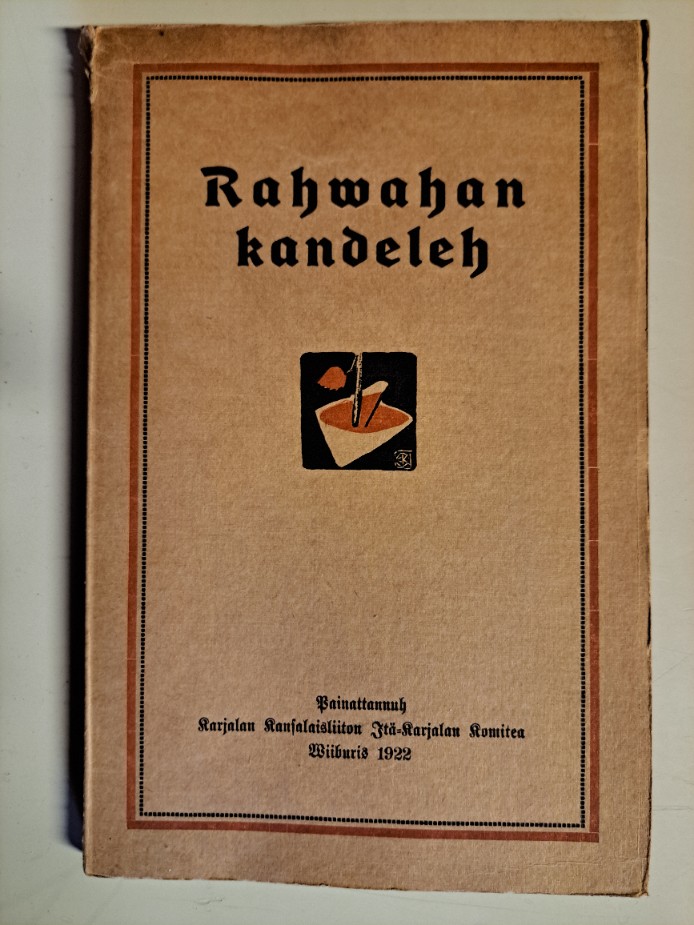 Rahwahan
kandeleh
Painattannuh
Karjalan Kansalaisliiton Itä-Karjalan Komitea
Wiiburis 1922